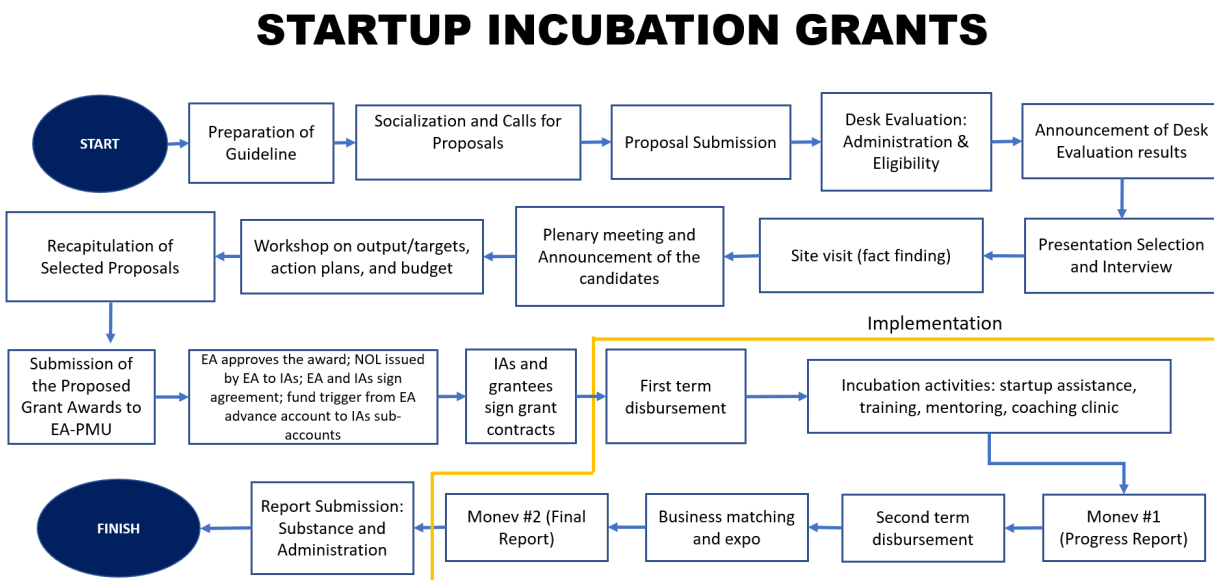 STARTUP INCUBATION GRANTS
START
Preparation of
Guideline
Socialization and Calls for
Proposals
Proposal Submission
Desk Evaluation:
Administration &
Eligibility
Announcement of Desk
Evaluation results
Presentation Selection
and Interview
Site visit (fact finding)
Plenary meeting and
Announcement of the
candidates
Workshop on output/targets,
action plans, and budget
Recapitulation of
Selected Proposals
Submission of
the Proposed
Grant Awards to
EA-PMU
EA approves the award; NOL issued
by EA to IAs; EA and IAs sign
agreement; fund trigger from EA
advance account to IAs sub-
accounts
IAs and
grantees
sign grant
contracts
Implementation
First term
disbursement
Incubation activities: startup assistance,
training, mentoring, coaching clinic
Monev #1
(Progress Report)
Second term
disbursement
Business matching
and expo
Monev #2 (Final
Report)
Report Submission:
Substance and
Administration
FINISH